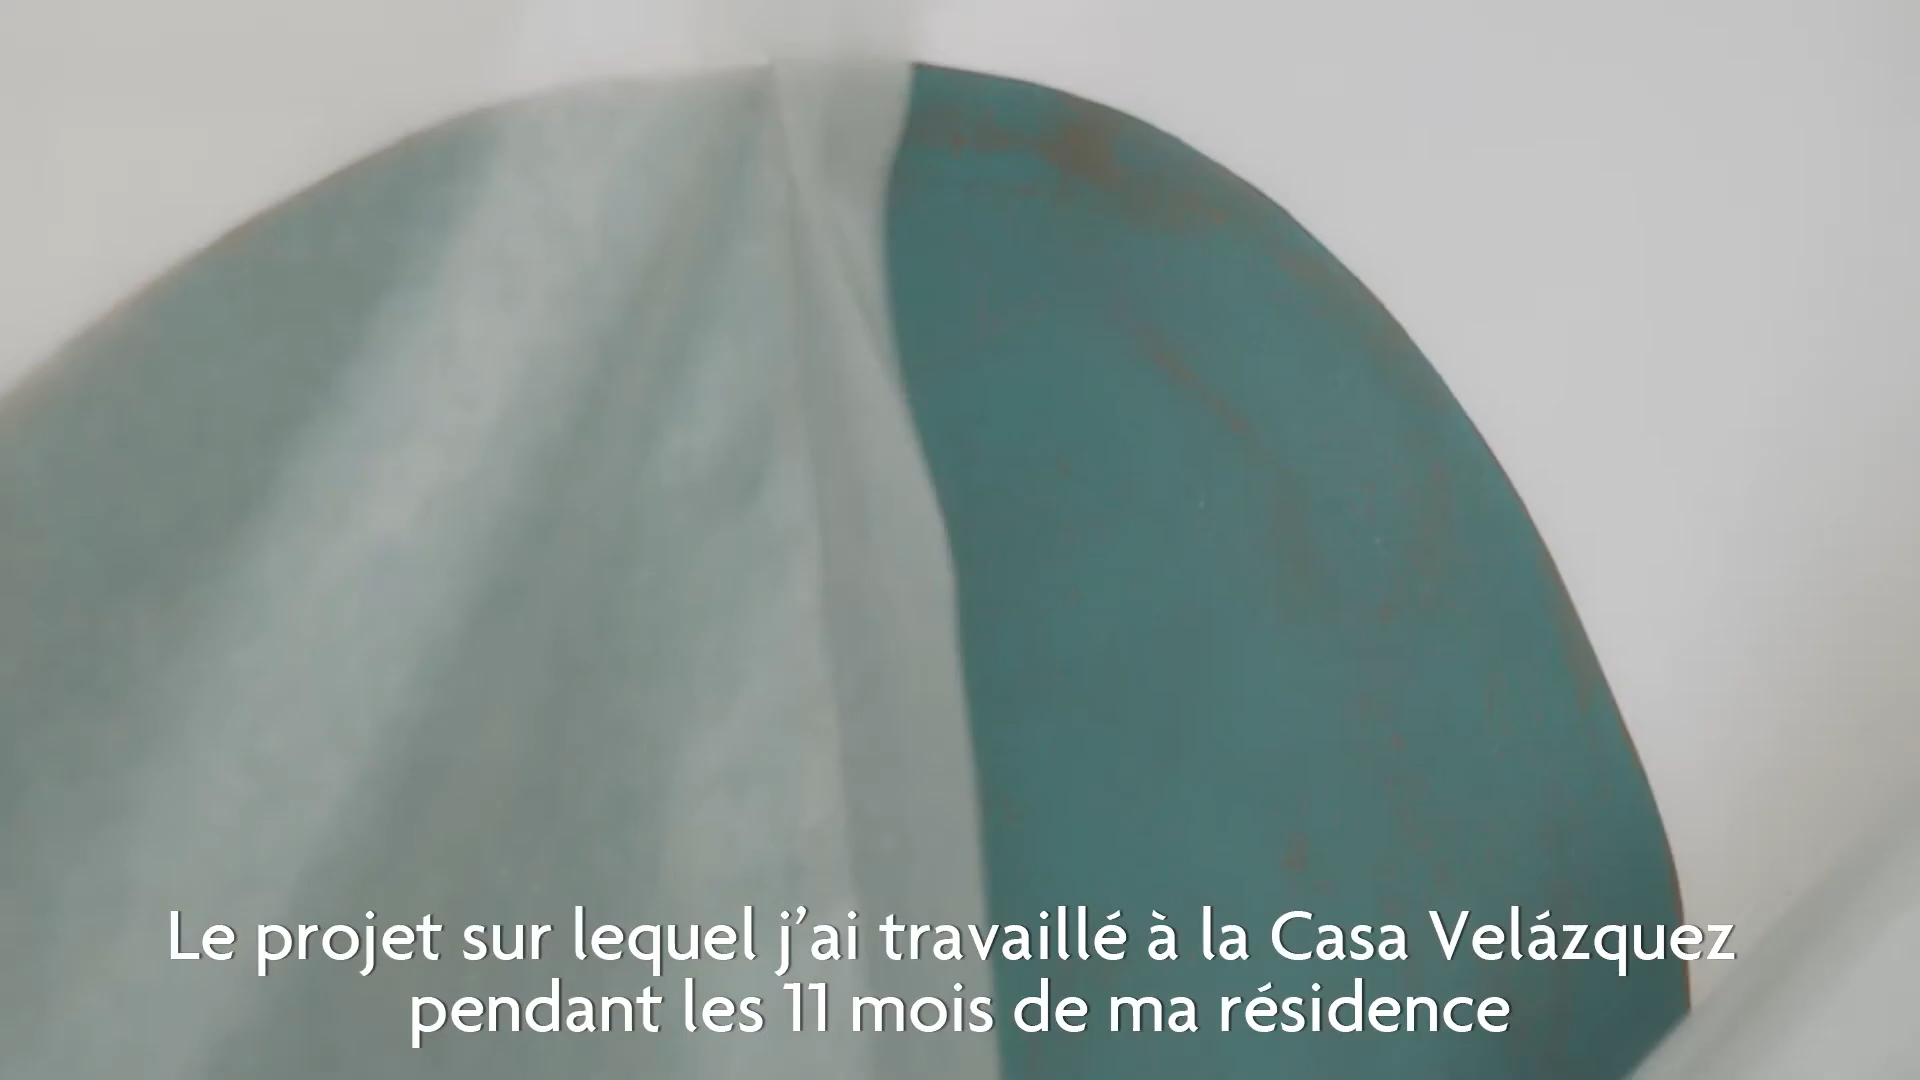 Le projet sur lequel j’ai travaillé à la Casa Velázquez
pendant les 11 mois de ma résidence